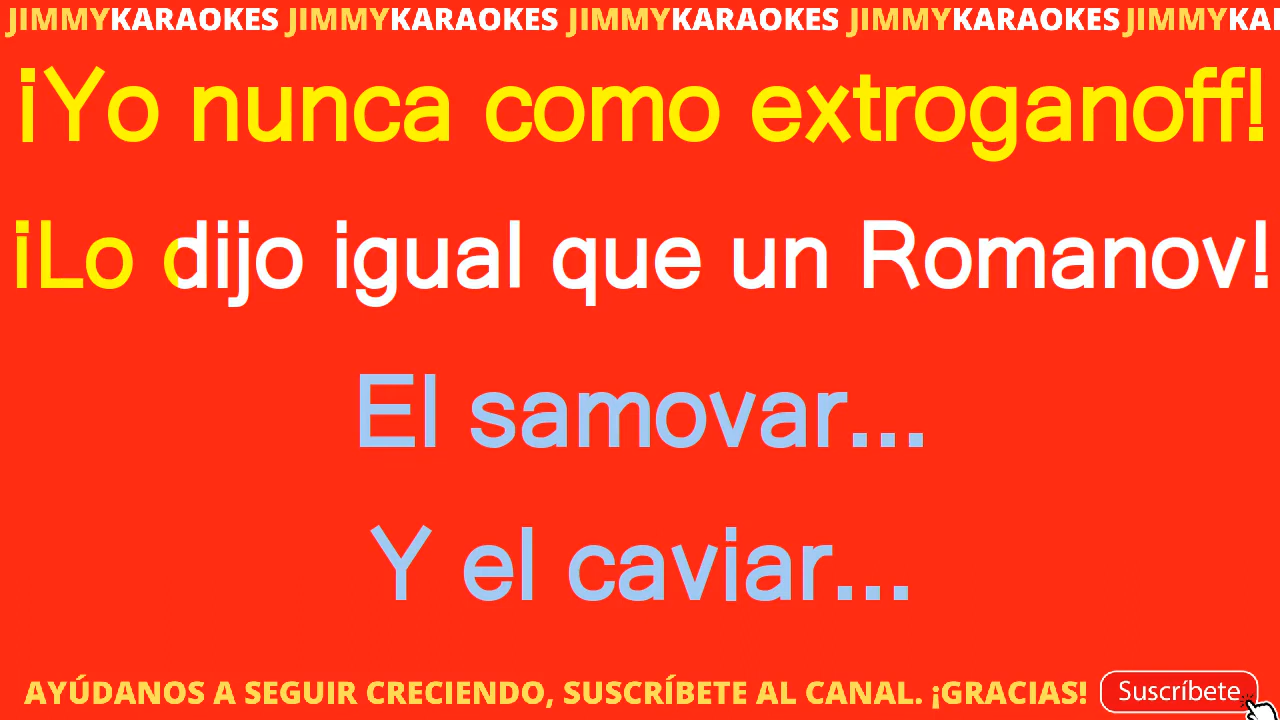 JIMMYKARAOKES JIMMYKARAOKES JIMMYKARAOKES JIMMYKARAOKES JIMMYKA
¡Yo nunca como extroganoff!
¡Lo dijo igual que un Romanov!
El samovar...
Y el caviar...
AYÚDANOS A SEGUIR CRECIENDO, SUSCRÍBETE AL CANAL. ¡GRACIAS! Suscríbete